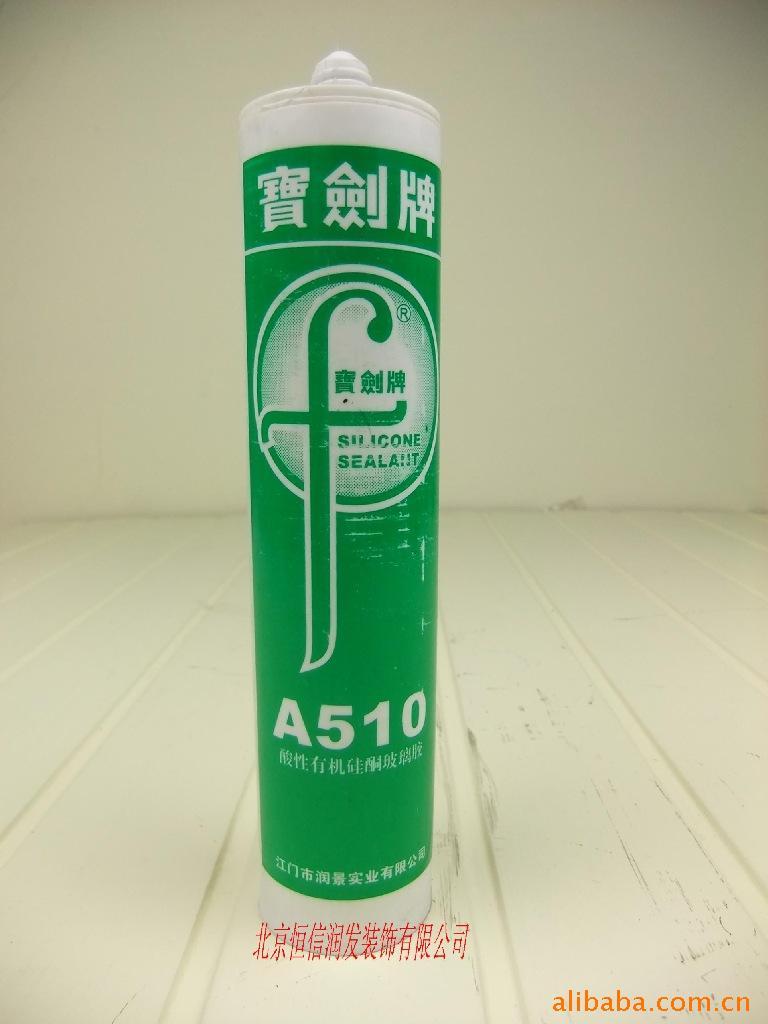 寶劍牌
®
寶劍牌
SILICONE
SEALANT
A510
酸性有机硅酮玻璃胶
江门市润景实业有限公司
北京恒信润发装饰有限公司
alibaba.com.cn